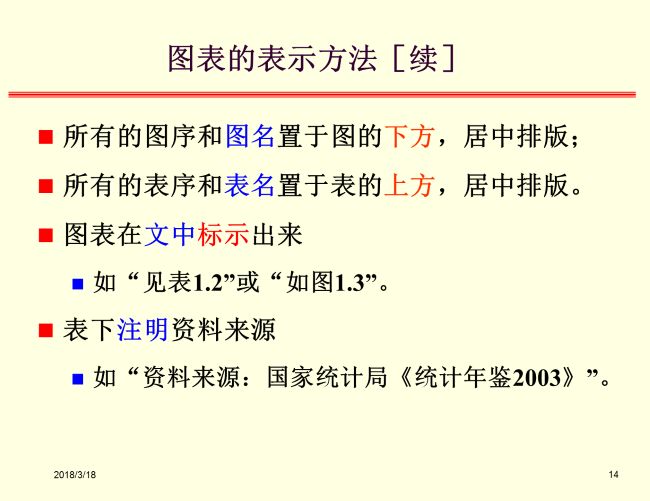 图表的表示方法［续］
所有的图序和图名置于图的下方，居中排版；
所有的表序和表名置于表的上方，居中排版。
图表在文中标示出来
如“见表1.2”或“如图1.3”。
表下注明资料来源
如“资料来源：国家统计局《统计年鉴2003》”。
2018/3/18
14